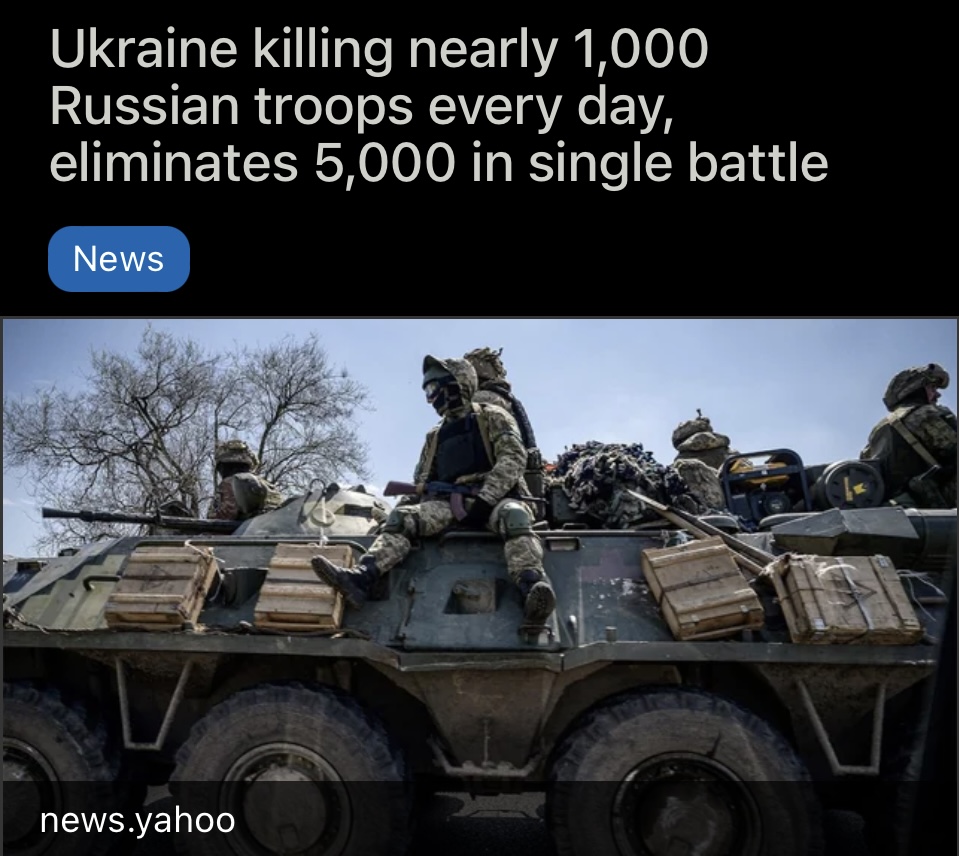 Ukraine killing nearly 1,000
Russian troops every day,
eliminates 5,000 in single battle
News
news.yahoo